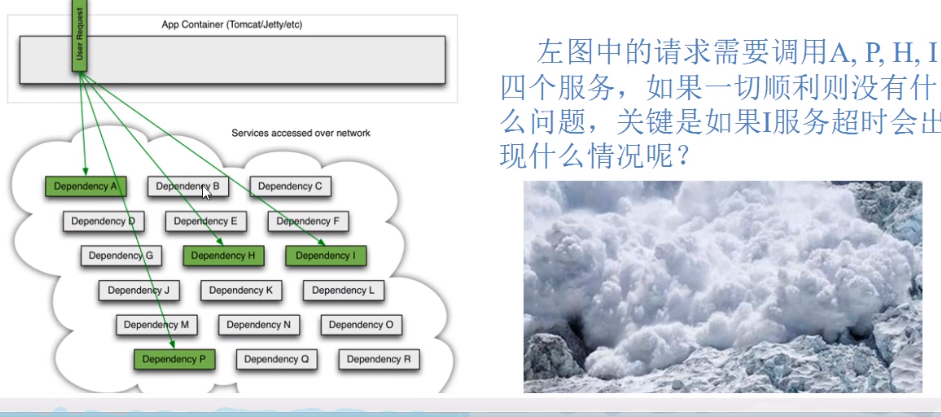 App Container (Tomcat/Jetty/etc)
User Request
Services accessed over network
Dependency A
Dependency B
Dependency C
Dependency D
Dependency E
Dependency F
Dependency G
Dependency H
Dependency I
Dependency J
Dependency K
Dependency L
Dependency M
Dependency N
Dependency O
Dependency P
Dependency Q
Dependency R
左图中的请求需要调用A, P, H, I
四个服务，如果一切顺利则没有什
么问题，关键是如果I服务超时会出
现什么情况呢？